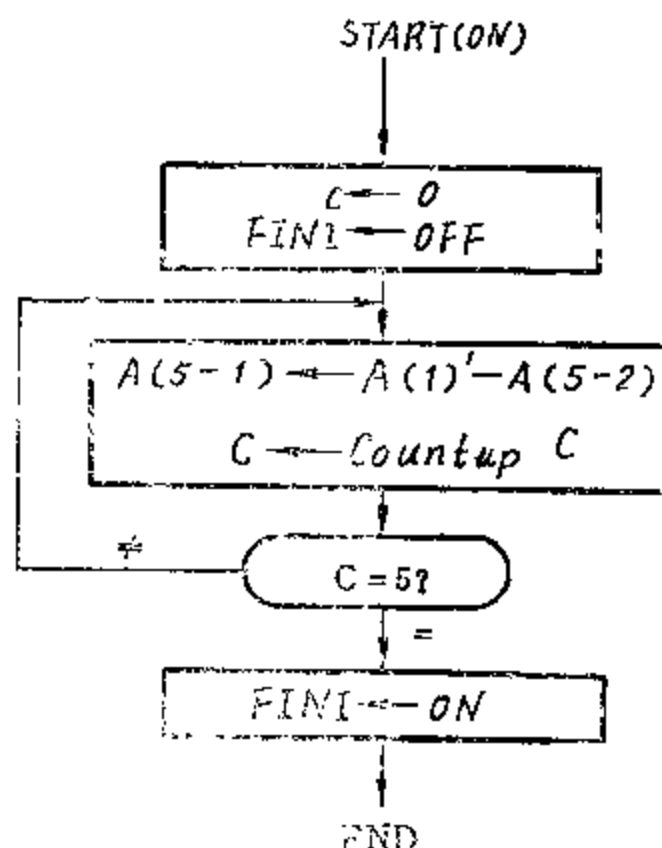 START(ON)
C ← 0
FINI ← OFF
A(5-1) ← A(1)'-A(5-2)
C ← Countup C
≠
C=5?
=
FINI ← ON
END